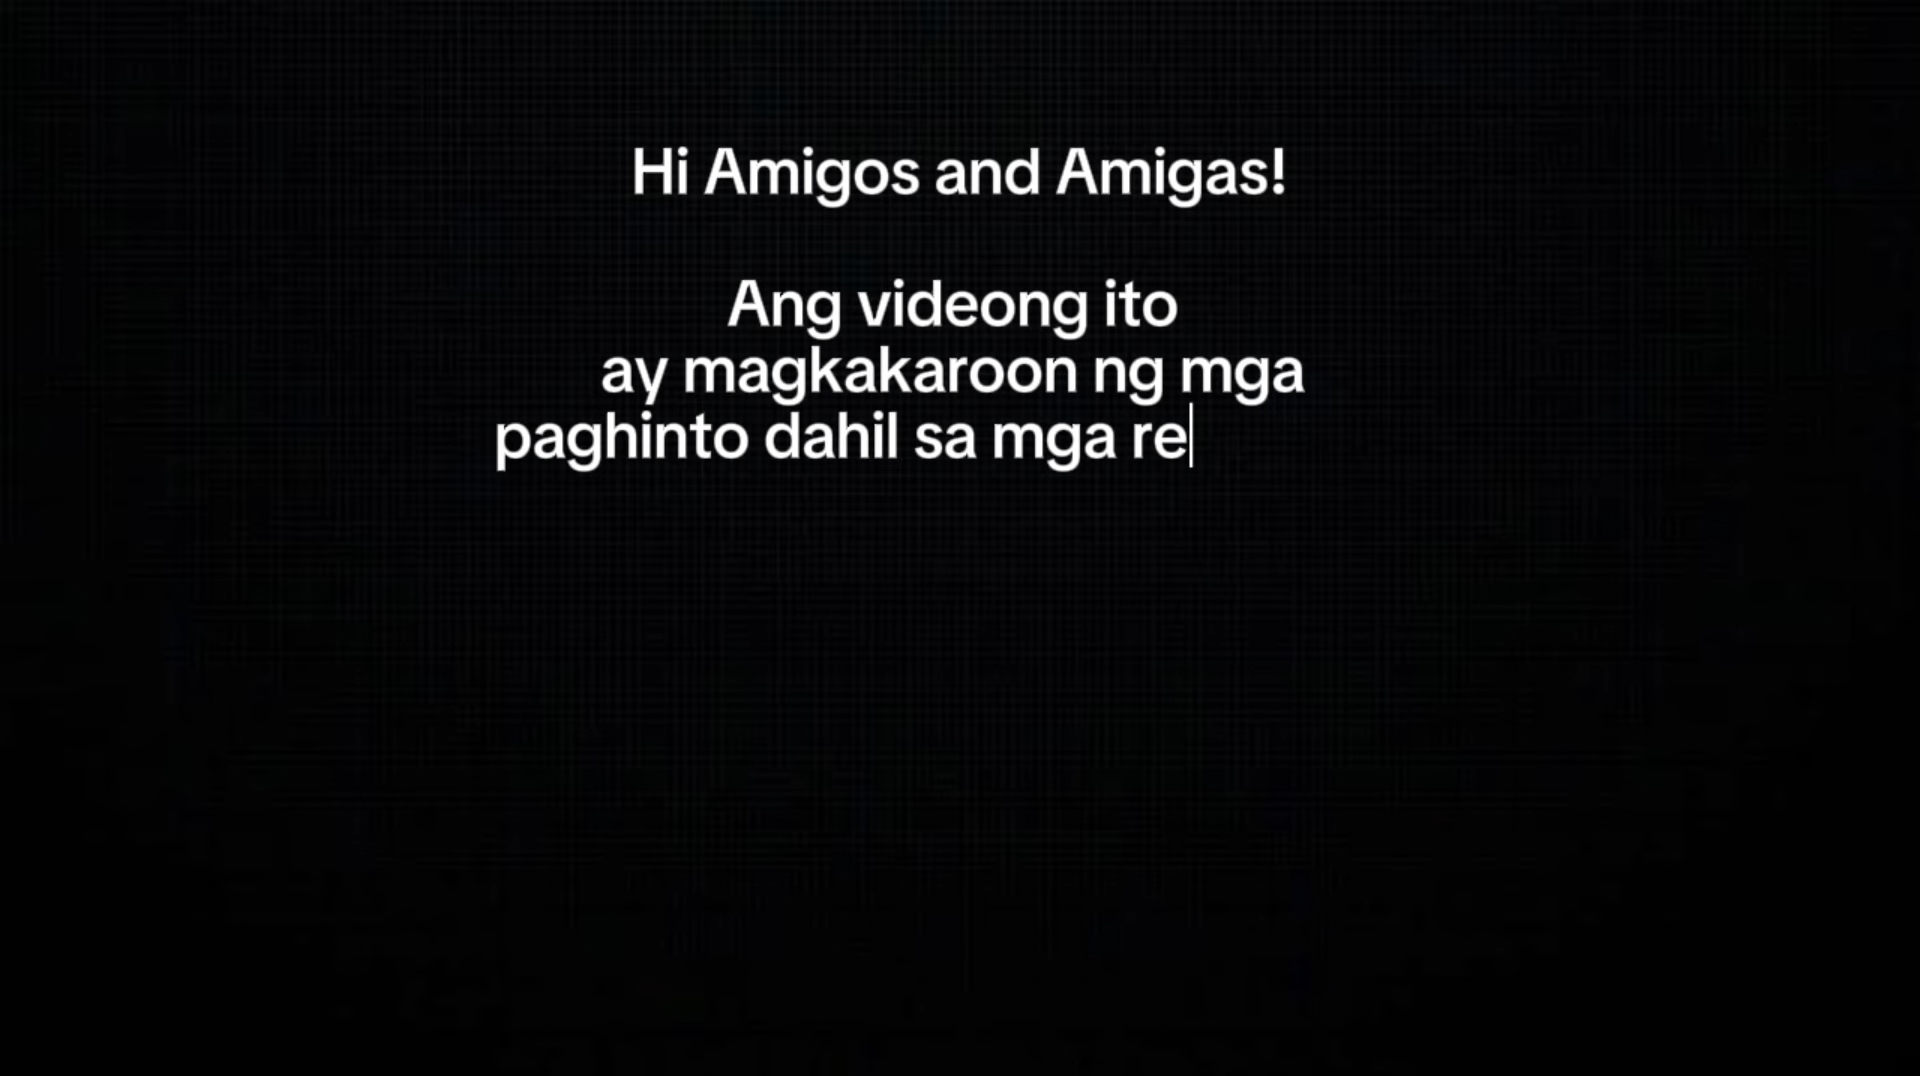 Hi Amigos and Amigas!
Ang videong ito
ay magkakaroon ng mga
paghinto dahil sa mga re